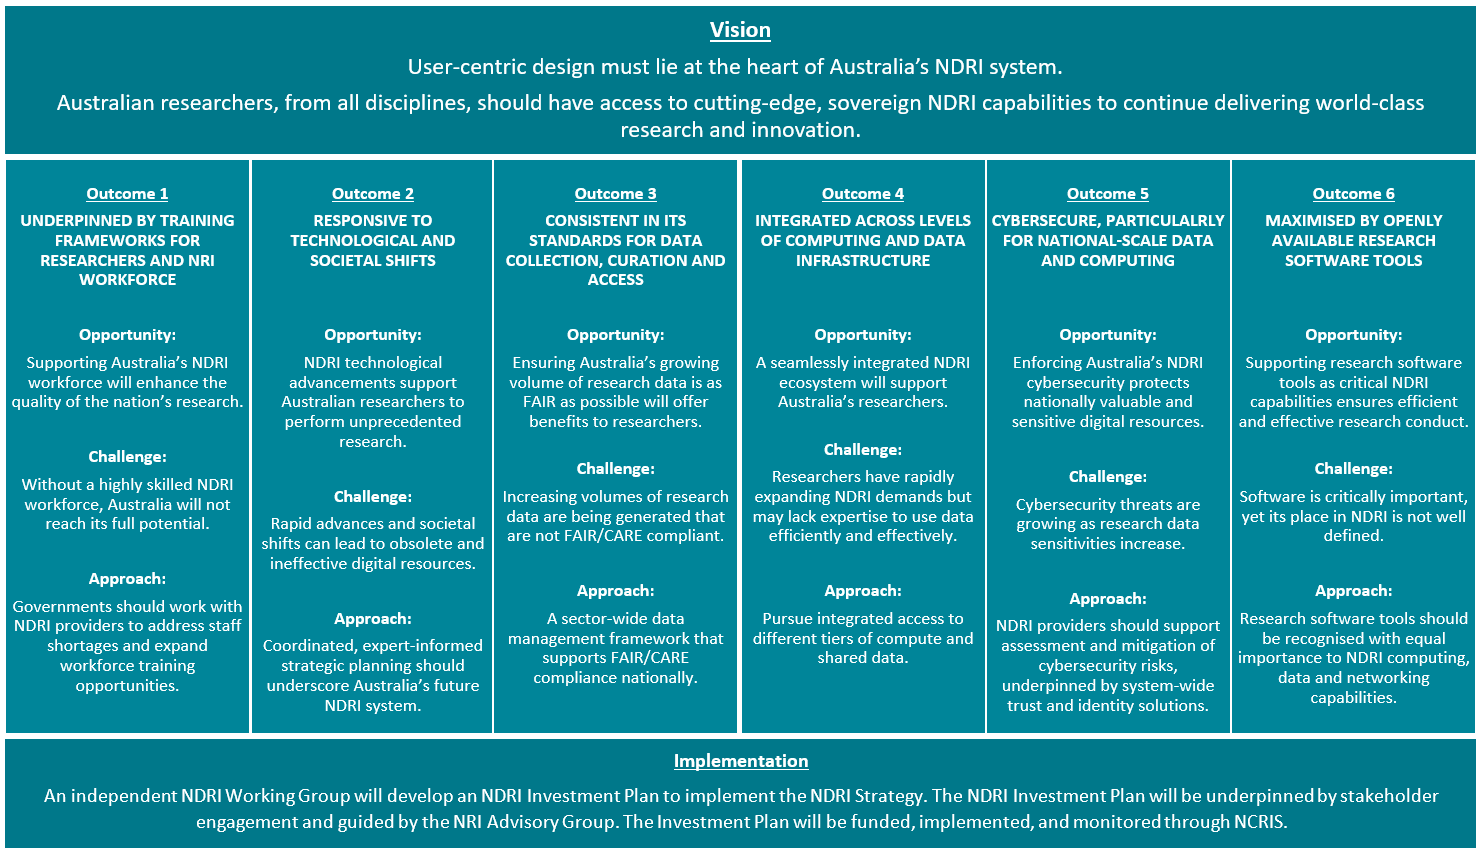 Vision
User-centric design must lie at the heart of Australia’s NDRI system.
Australian researchers, from all disciplines, should have access to cutting-edge, sovereign NDRI capabilities to continue delivering world-class
research and innovation.
Outcome 1
UNDERPINNED BY TRAINING
FRAMEWORKS FOR
RESEARCHERS AND NRI
WORKFORCE
Opportunity:
Supporting Australia’s NDRI
workforce will enhance the
quality of the nation’s research.
Challenge:
Without a highly skilled NDRI
workforce, Australia will not
reach its full potential.
Approach:
Governments should work with
NDRI providers to address staff
shortages and expand
workforce training
opportunities.
Outcome 2
RESPONSIVE TO
TECHNOLOGICAL AND
SOCIETAL SHIFTS
Opportunity:
NDRI technological
advancements support
Australian researchers to
perform unprecedented
research.
Challenge:
Rapid advances and societal
shifts can lead to obsolete and
ineffective digital resources.
Approach:
Coordinated, expert-informed
strategic planning should
underscore Australia’s future
NDRI system.
Outcome 3
CONSISTENT IN ITS
STANDARDS FOR DATA
COLLECTION, CURATION AND
ACCESS
Opportunity:
Ensuring Australia’s growing
volume of research data is as
FAIR as possible will offer
benefits to researchers.
Challenge:
Increasing volumes of research
data are being generated that
are not FAIR/CARE compliant.
Approach:
A sector-wide data
management framework that
supports FAIR/CARE
compliance nationally.
Outcome 4
INTEGRATED ACROSS LEVELS
OF COMPUTING AND DATA
INFRASTRUCTURE
Opportunity:
A seamlessly integrated NDRI
ecosystem will support
Australia’s researchers.
Challenge:
Researchers have rapidly
expanding NDRI demands but
may lack expertise to use data
efficiently and effectively.
Approach:
Pursue integrated access to
different tiers of compute and
shared data.
Outcome 5
CYBERSECURE, PARTICULALRLY
FOR NATIONAL-SCALE DATA
AND COMPUTING
Opportunity:
Enforcing Australia’s NDRI
cybersecurity protects
nationally valuable and
sensitive digital resources.
Challenge:
Cybersecurity threats are
growing as research data
sensitivities increase.
Approach:
NDRI providers should support
assessment and mitigation of
cybersecurity risks,
underpinned by system-wide
trust and identity solutions.
Outcome 6
MAXIMISED BY OPENLY
AVAILABLE RESEARCH
SOFTWARE TOOLS
Opportunity:
Supporting research software
tools as critical NDRI
capabilities ensures efficient
and effective research conduct.
Challenge:
Software is critically important,
yet its place in NDRI is not well
defined.
Approach:
Research software tools should
be recognised with equal
importance to NDRI computing,
data and networking
capabilities.
Implementation
An independent NDRI Working Group will develop an NDRI Investment Plan to implement the NDRI Strategy. The NDRI Investment Plan will be underpinned by stakeholder
engagement and guided by the NRI Advisory Group. The Investment Plan will be funded, implemented, and monitored through NCRIS.